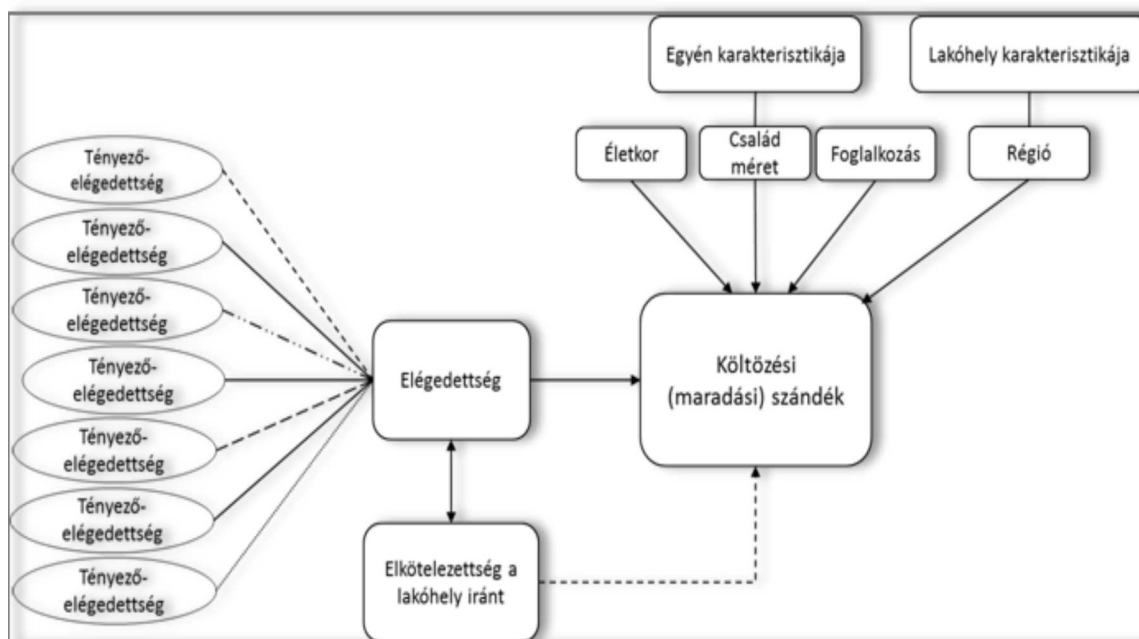 Egyén karakterisztikája
Lakóhely karakterisztikája
Életkor
Család
méret
Foglalkozás
Régió
Tényező-
elégedettség
Tényező-
elégedettség
Tényező-
elégedettség
Tényező-
elégedettség
Tényező-
elégedettség
Tényező-
elégedettség
Tényező-
elégedettség
Elégedettség
Költözési
(maradási) szándék
Elkötelezettség a
lakóhely iránt